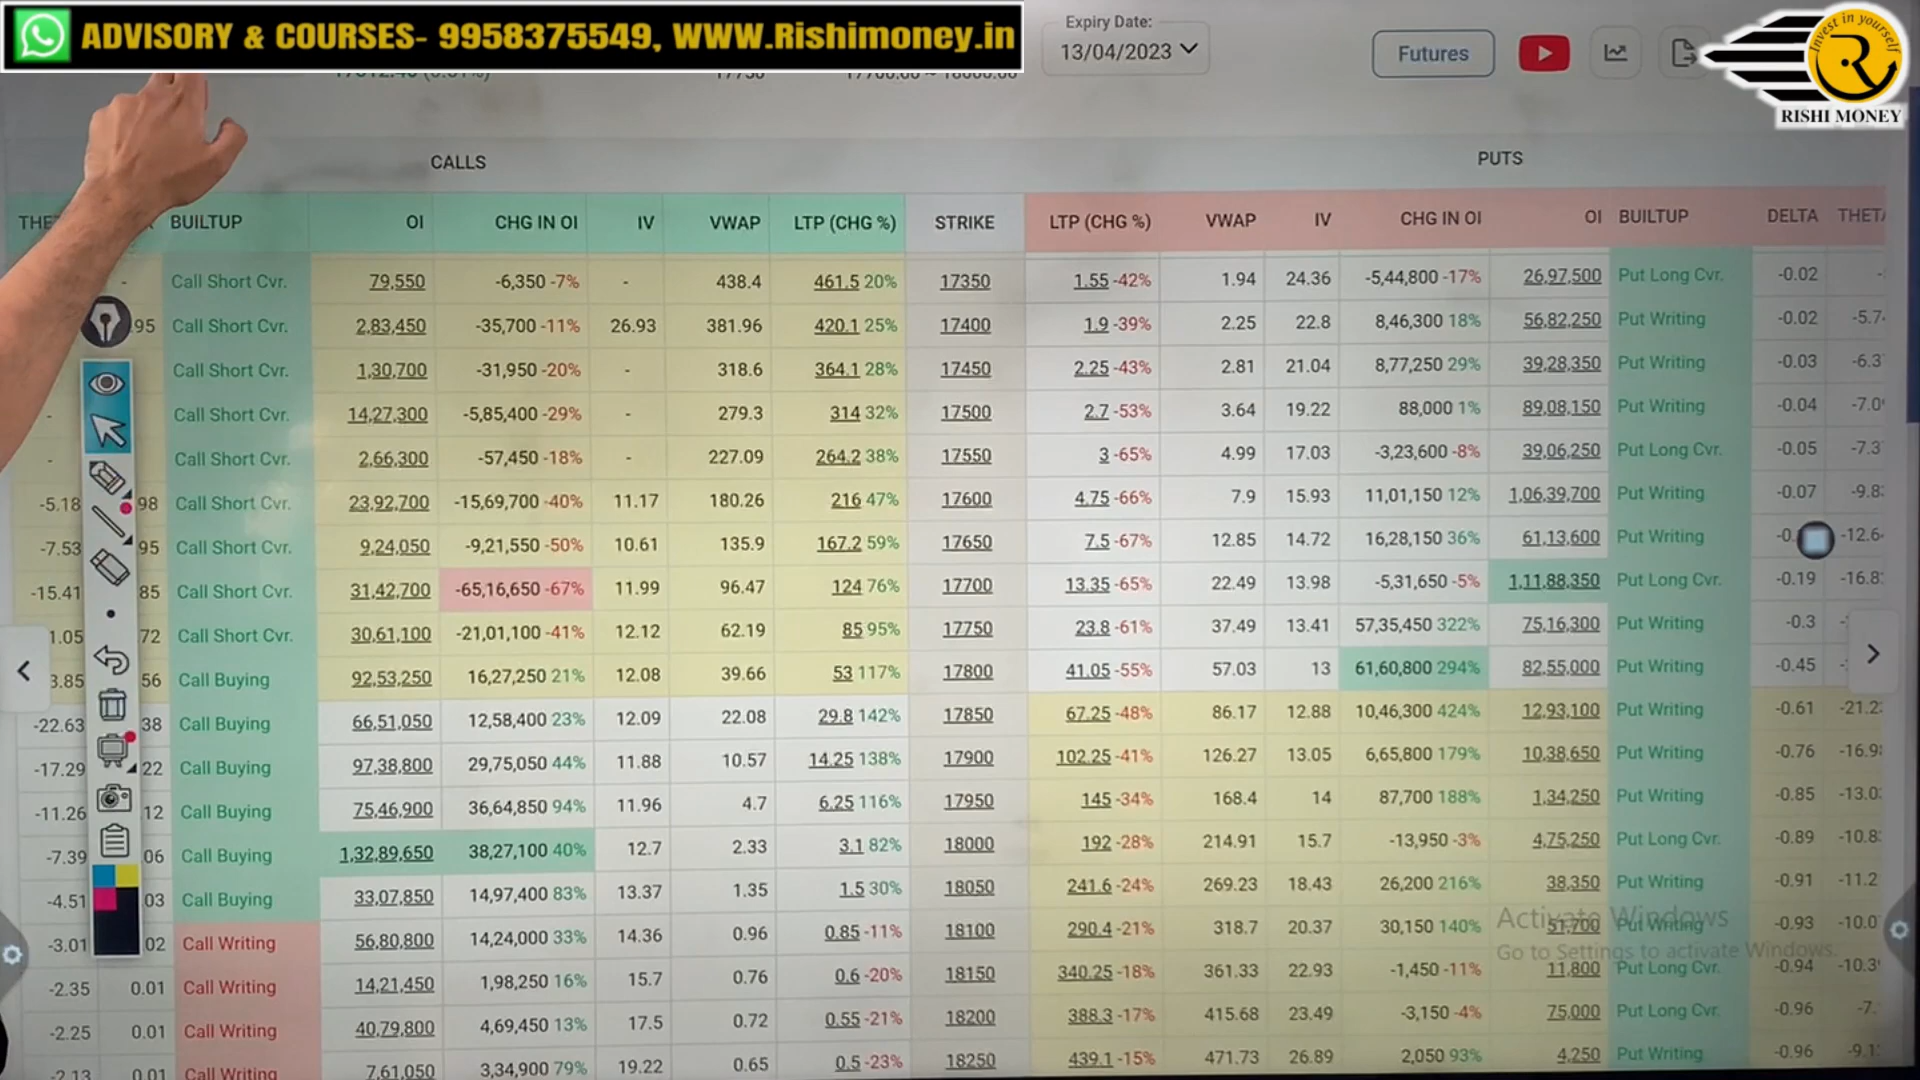 ADVISORY & COURSES- 9958375549, WWW.Rishimoney.in
Expiry Date:
13/04/2023
Futures
Invest in yourself
R
RISHI MONEY
CALLS PUTS
BUILTUP OI CHG IN OI IV VWAP LTP (CHG %) STRIKE LTP (CHG %) VWAP IV CHG IN OI OI BUILTUP DELTA THETA
- Call Short Cvr. 79,550 -6,350 -7% - 438.4 461.5 20% 17350 1.55 -42% 1.94 24.36 -5,44,800 -17% 26,97,500 Put Long Cvr. -0.02
Call Short Cvr. 2,83,450 -35,700 -11% 26.93 381.96 420.1 25% 17400 1.9 -39% 2.25 22.8 8,46,300 18% 56,82,250 Put Writing -0.02
Call Short Cvr. 1,30,700 -31,950 -20% - 318.6 364.1 28% 17450 2.25 -43% 2.81 21.04 8,77,250 29% 39,28,350 Put Writing -0.03
- Call Short Cvr. 14,27,300 -5,85,400 -29% - 279.3 314 32% 17500 2.7 -53% 3.64 19.22 88,000 1% 89,08,150 Put Writing -0.04
- Call Short Cvr. 2,66,300 -57,450 -18% - 227.09 264.2 38% 17550 3 -65% 4.99 17.03 -3,23,600 -8% 39,06,250 Put Long Cvr. -0.05
-5.18 98 Call Short Cvr. 23,92,700 -15,69,700 -40% 11.17 180.26 216 47% 17600 4.75 -66% 7.9 15.93 11,01,150 12% 1,06,39,700 Put Writing -0.07
-7.53 95 Call Short Cvr. 9,24,050 -9,21,550 -50% 10.61 135.9 167.2 59% 17650 7.5 -67% 12.85 14.72 16,28,150 36% 61,13,600 Put Writing
-15.41 85 Call Short Cvr. 31,42,700 -65,16,650 -67% 11.99 96.47 124 76% 17700 13.35 -65% 22.49 13.98 -5,31,650 -5% 1,11,88,350 Put Long Cvr. -0.19
72 Call Short Cvr. 30,61,100 -21,01,100 -41% 12.12 62.19 85 95% 17750 23.8 -61% 37.49 13.41 57,35,450 322% 75,16,300 Put Writing -0.3
56 Call Buying 92,53,250 16,27,250 21% 12.08 39.66 53 117% 17800 41.05 -55% 57.03 13 61,60,800 294% 82,55,000 Put Writing -0.45
-22.63 38 Call Buying 66,51,050 12,58,400 23% 12.09 22.08 29.8 142% 17850 67.25 -48% 86.17 12.88 10,46,300 424% 12,93,100 Put Writing -0.61
-17.29 22 Call Buying 97,38,800 29,75,050 44% 11.88 10.57 14.25 138% 17900 102.25 -41% 126.27 13.05 6,65,800 179% 10,38,650 Put Writing -0.76
-11.26 .12 Call Buying 75,46,900 36,64,850 94% 11.96 4.7 6.25 116% 17950 145 -34% 168.4 14 87,700 188% 1,34,250 Put Writing -0.85
-7.39 06 Call Buying 1,32,89,650 38,27,100 40% 12.7 2.33 3.1 82% 18000 192 -28% 214.91 15.7 -13,950 -3% 4,75,250 Put Long Cvr. -0.89
-4.51 03 Call Buying 33,07,850 14,97,400 83% 13.37 1.35 1.5 30% 18050 241.6 -24% 269.23 18.43 26,200 216% 38,350 Put Writing -0.91
-3.01 02 Call Writing 56,80,800 14,24,000 33% 14.36 0.96 0.85 -11% 18100 290.4 -21% 318.7 20.37 30,150 140% 51,700 Put Writing -0.93
-2.35 0.01 Call Writing 14,21,450 1,98,250 16% 15.7 0.76 0.6 -20% 18150 340.25 -18% 361.33 22.93 -1,450 -11% 11,800 Put Long Cvr. -0.94
-2.25 0.01 Call Writing 40,79,800 4,69,450 13% 17.5 0.72 0.55 -21% 18200 388.3 -17% 415.68 23.49 -3,150 -4% 75,000 Put Long Cvr. -0.96
-2.13 0.01 Call Writing 7,61,050 3,34,900 79% 19.22 0.65 0.5 -23% 18250 439.1 -15% 471.73 26.89 2,050 93% 4,250 Put Writing -0.96
Activate Windows
Go to Settings to activate Windows.